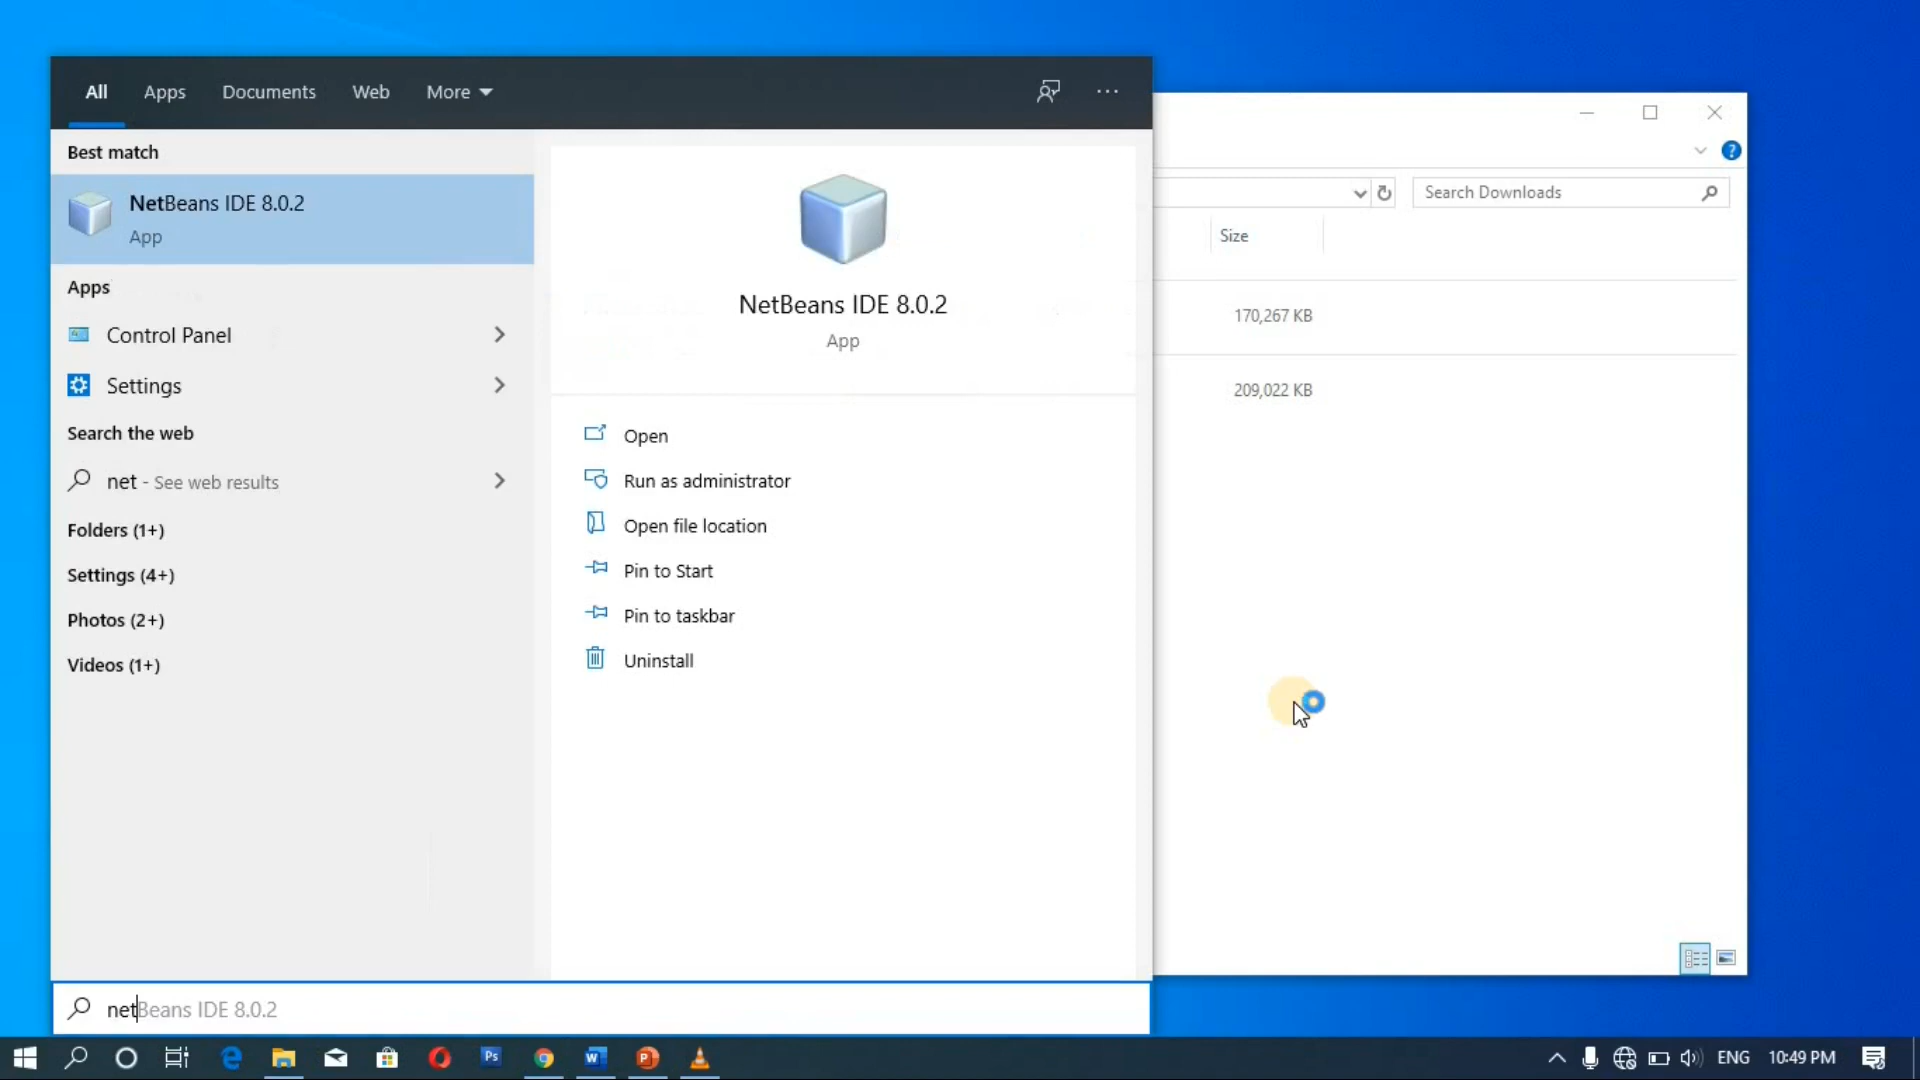 All Apps Documents Web More
Best match
NetBeans IDE 8.0.2
App
Apps
Control Panel
Settings
Search the web
net - See web results
Folders (1+)
Settings (4+)
Photos (2+)
Videos (1+)
NetBeans IDE 8.0.2
App
Open
Run as administrator
Open file location
Pin to Start
Pin to taskbar
Uninstall
?
Search Downloads
Size
170,267 KB
209,022 KB
netBeans IDE 8.0.2
Ps
W
P
ENG 10:49 PM